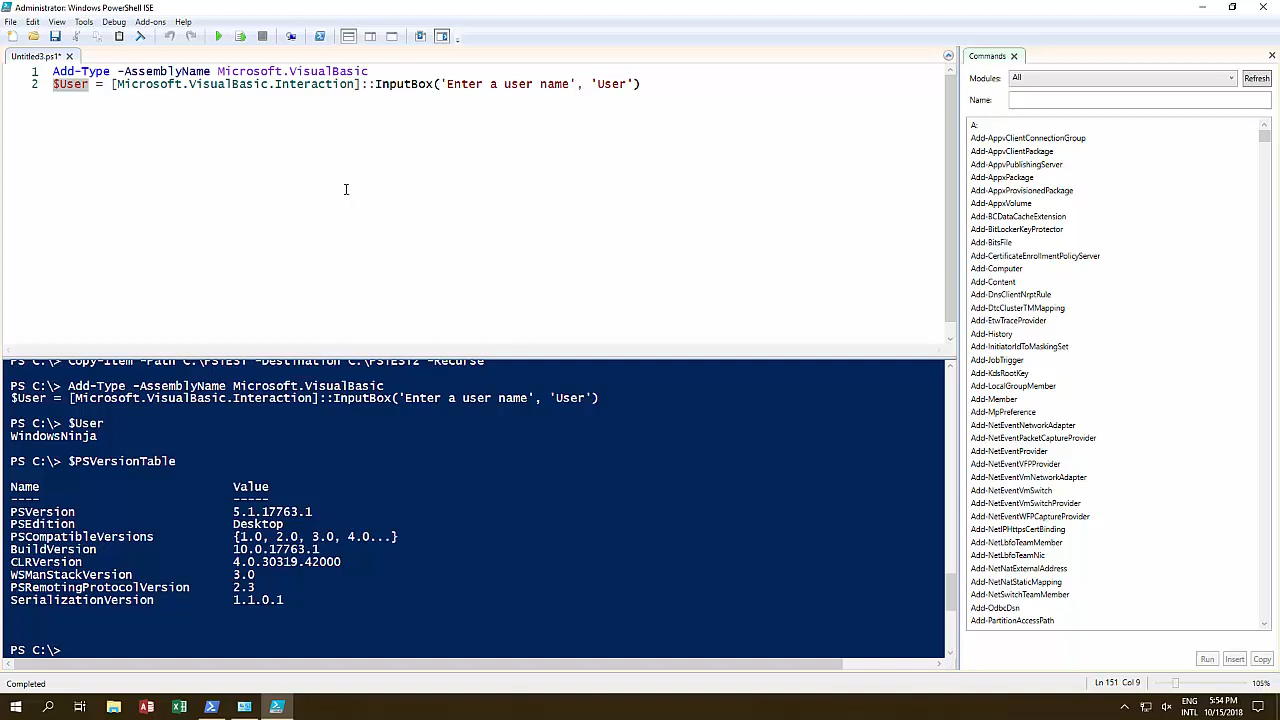 Administrator: Windows PowerShell ISE
File Edit View Tools Debug Add-ons Help
Untitled3.ps1* X
1 Add-Type -AssemblyName Microsoft.VisualBasic
2 $User = [Microsoft.VisualBasic.Interaction]::InputBox('Enter a user name', 'User')
PS C:\> Copy-Item -Path C:\PSTEST -Destination C:\PSTEST2 -Recurse
PS C:\> Add-Type -AssemblyName Microsoft.VisualBasic
$User = [Microsoft.VisualBasic.Interaction]::InputBox('Enter a user name', 'User')
PS C:\> $User
WindowsNinja
PS C:\> $PSVersionTable
Name Value
---- -----
PSVersion 5.1.17763.1
PSEdition Desktop
PSCompatibleVersions {1.0, 2.0, 3.0, 4.0...}
BuildVersion 10.0.17763.1
CLRVersion 4.0.30319.42000
WSManStackVersion 3.0
PSRemotingProtocolVersion 2.3
SerializationVersion 1.1.0.1
PS C:\>
Commands
Modules: All Refresh
Name:
A:
Add-AppvClientConnectionGroup
Add-AppvClientPackage
Add-AppvPublishingServer
Add-AppxPackage
Add-AppxProvisionedPackage
Add-AppxVolume
Add-BCDataCacheExtension
Add-BitLockerKeyProtector
Add-BitsFile
Add-CertificateEnrollmentPolicyServer
Add-Computer
Add-Content
Add-DnsClientNrptRule
Add-DtcClusterTMMapping
Add-EtwTraceProvider
Add-History
Add-InitiatorIdToMaskingSet
Add-JobTrigger
Add-KdsRootKey
Add-LocalGroupMember
Add-Member
Add-MpPreference
Add-NetEventNetworkAdapter
Add-NetEventPacketCaptureProvider
Add-NetEventProvider
Add-NetEventVFPProvider
Add-NetEventVmNetworkAdapter
Add-NetEventVmSwitch
Add-NetEventVmSwitchProvider
Add-NetEventWFPCaptureProvider
Add-NetIPHttpsCertBinding
Add-NetLbfoTeamMember
Add-NetLbfoTeamNic
Add-NetNatExternalAddress
Add-NetNatStaticMapping
Add-NetSwitchTeamMember
Add-OdbcDsn
Add-PartitionAccessPath
Run Insert Copy
Completed
Ln 151 Col 9
105%
ENG
INTL
5:54 PM
10/15/2018